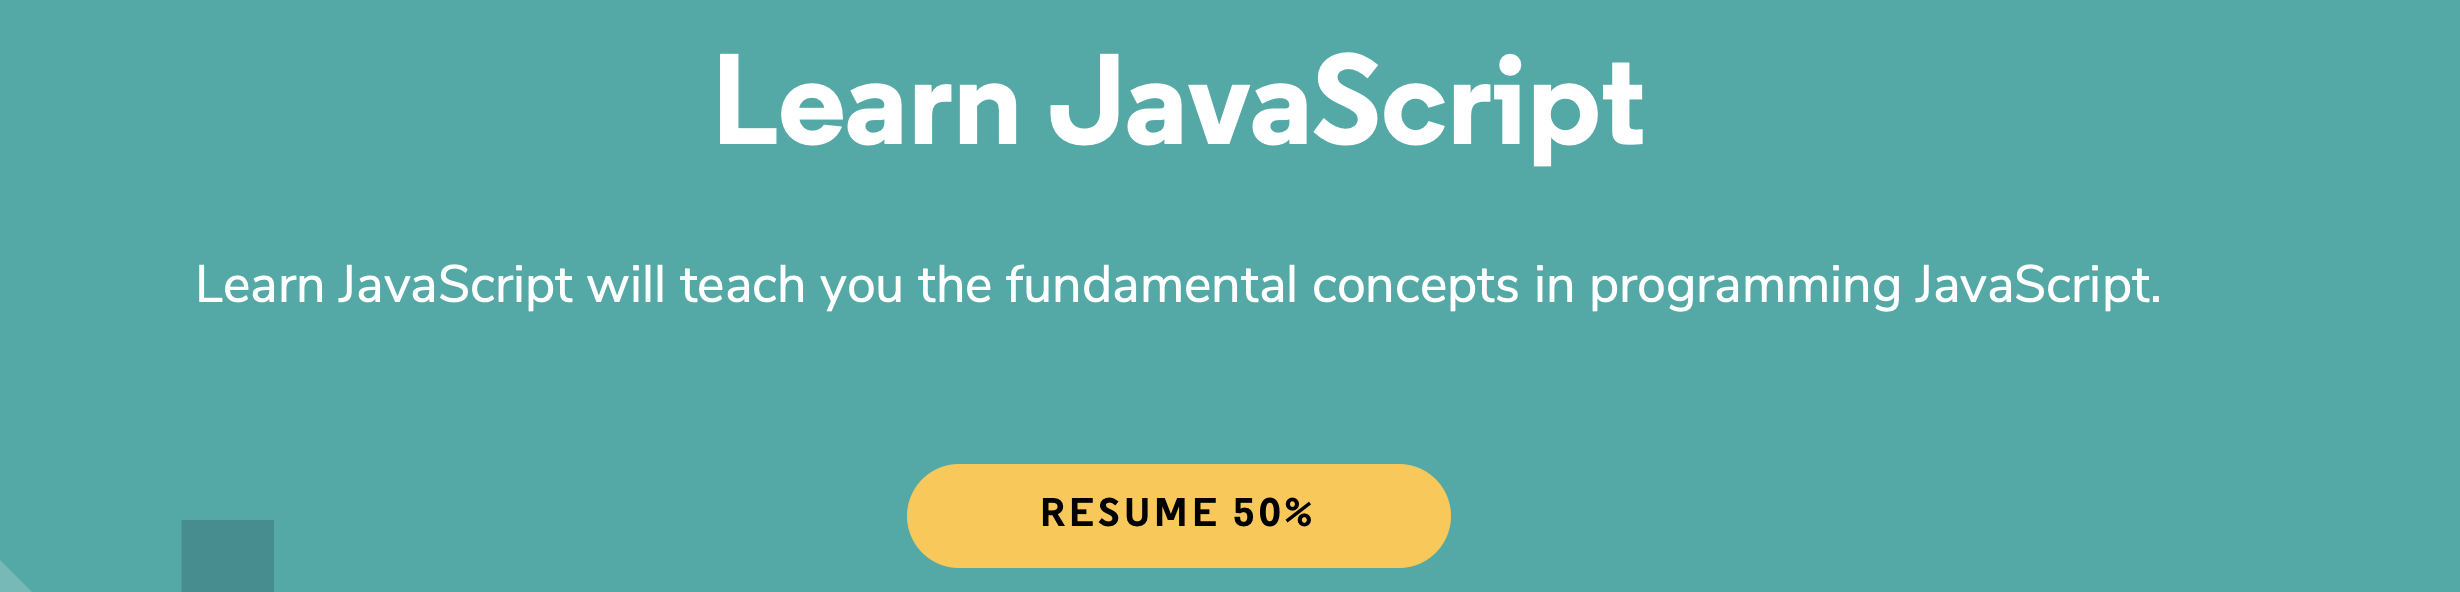 Learn JavaScript
Learn JavaScript will teach you the fundamental concepts in programming JavaScript.
RESUME 50%